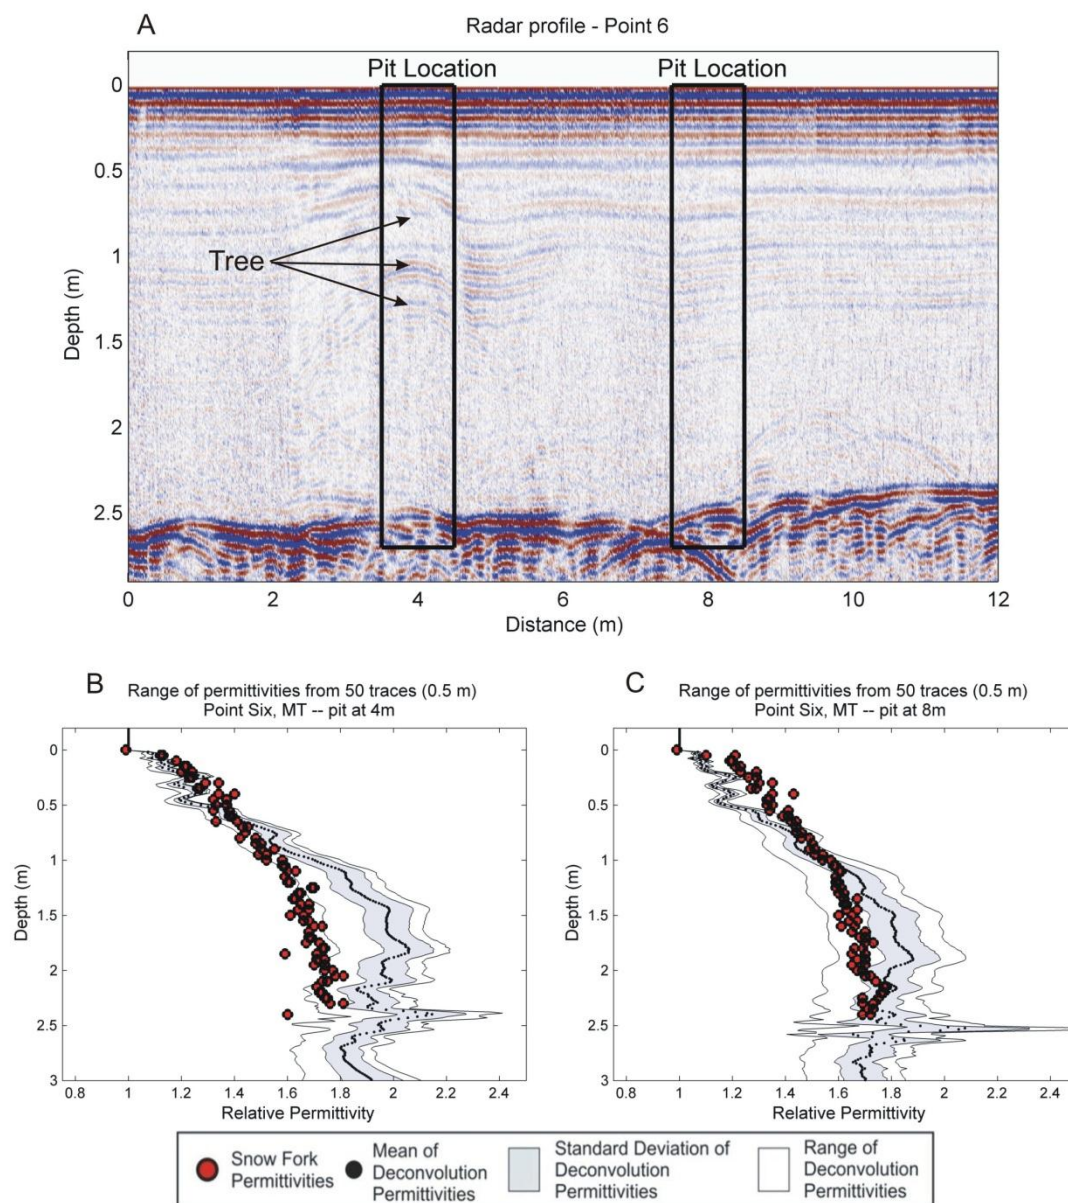 A
Radar profile - Point 6
Pit Location
Pit Location
0
0.5
1
1.5
2
2.5
Depth (m)
Tree
0 2 4 6 8 10 12
Distance (m)
B
Range of permittivities from 50 traces (0.5 m)
Point Six, MT -- pit at 4m
0
0.5
1
1.5
2
2.5
3
Depth (m)
0.8 1 1.2 1.4 1.6 1.8 2 2.2 2.4
Relative Permittivity
C
Range of permittivities from 50 traces (0.5 m)
Point Six, MT -- pit at 8m
0
0.5
1
1.5
2
2.5
3
Depth (m)
0.8 1 1.2 1.4 1.6 1.8 2 2.2 2.4
Relative Permittivity
Snow Fork
Permittivities
Mean of
Deconvolution
Permittivities
Standard Deviation of
Deconvolution
Permittivities
Range of
Deconvolution
Permittivities